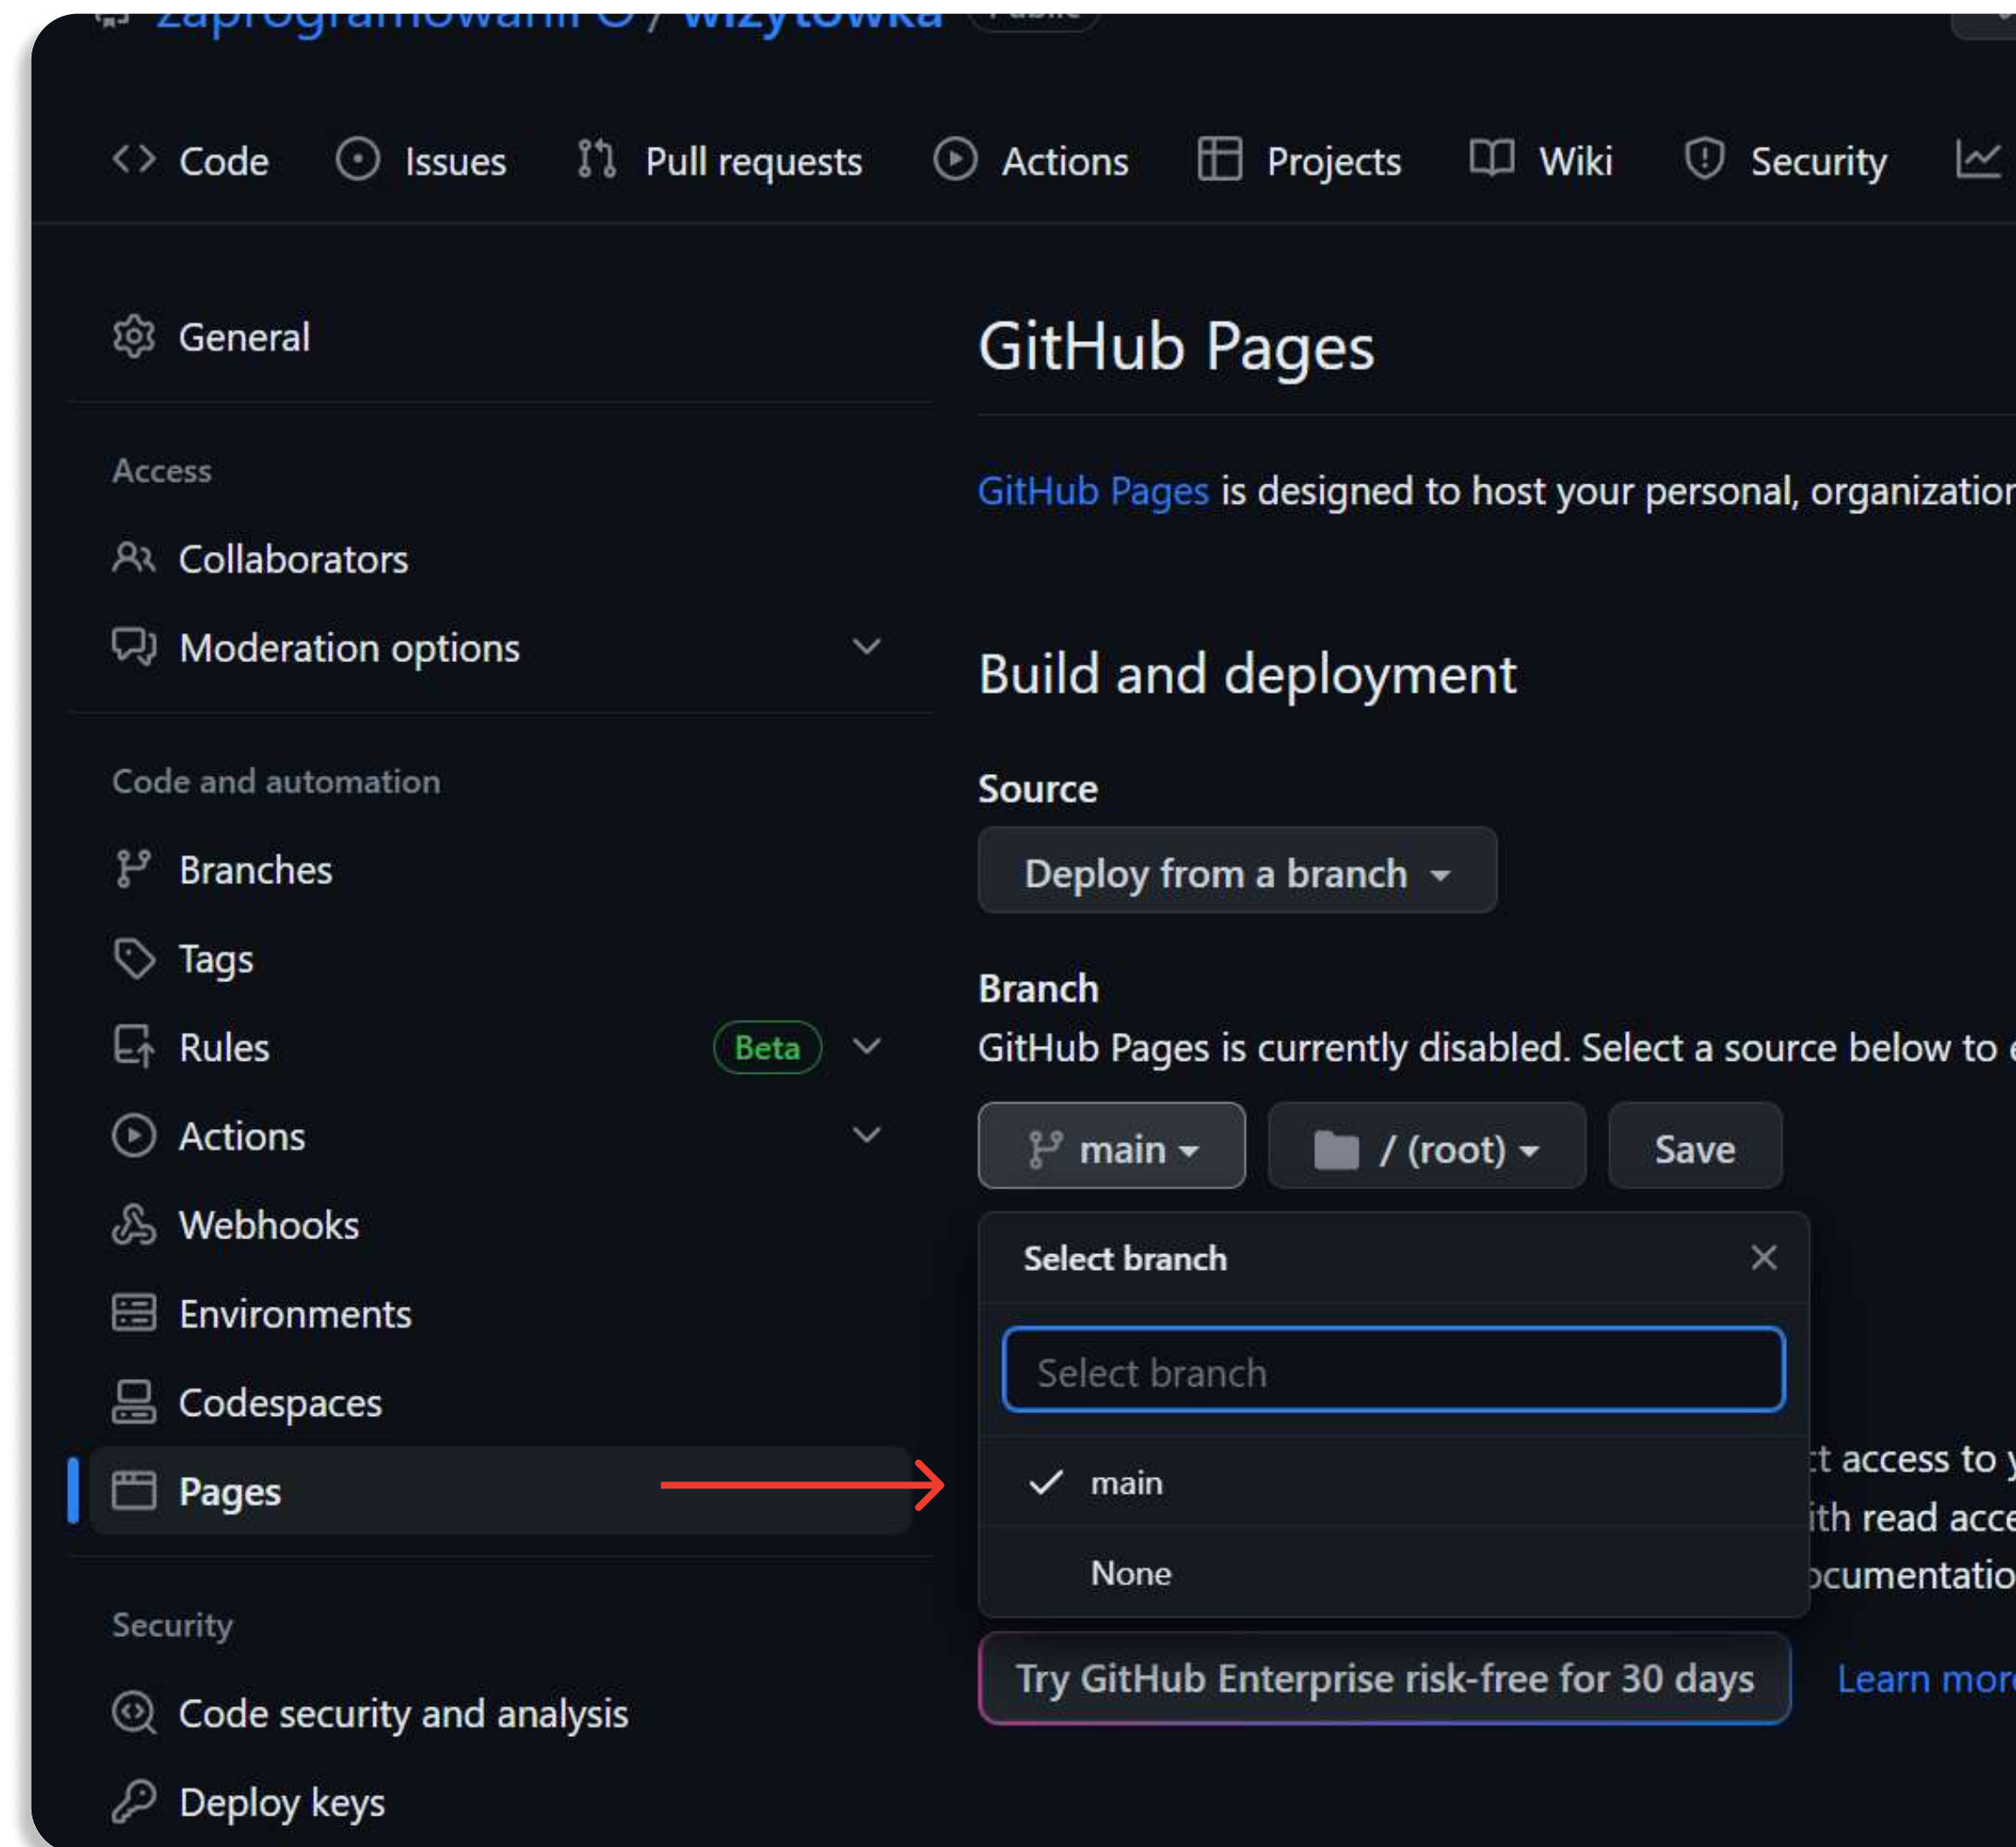 / wizytowka Public
Code Issues Pull requests Actions Projects Wiki Security
General
Access
Collaborators
Moderation options
Code and automation
Branches
Tags
Rules Beta
Actions
Webhooks
Environments
Codespaces
Pages
Security
Code security and analysis
Deploy keys
GitHub Pages
GitHub Pages is designed to host your personal, organization
Build and deployment
Source
Deploy from a branch
Branch
GitHub Pages is currently disabled. Select a source below to
main / (root) Save
Select branch
Select branch
main
None
access to
read
Try GitHub Enterprise risk-free for 30 days Learn more